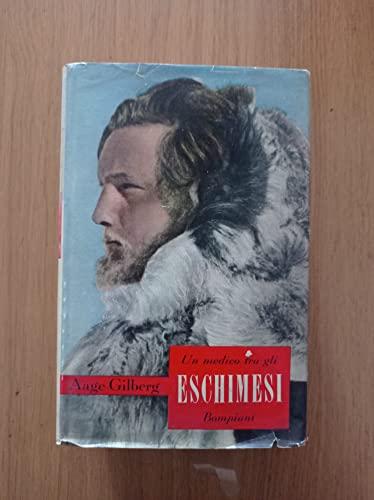 Un medico tra gli
Aage Gilberg
ESCHIMESI
Bompiani